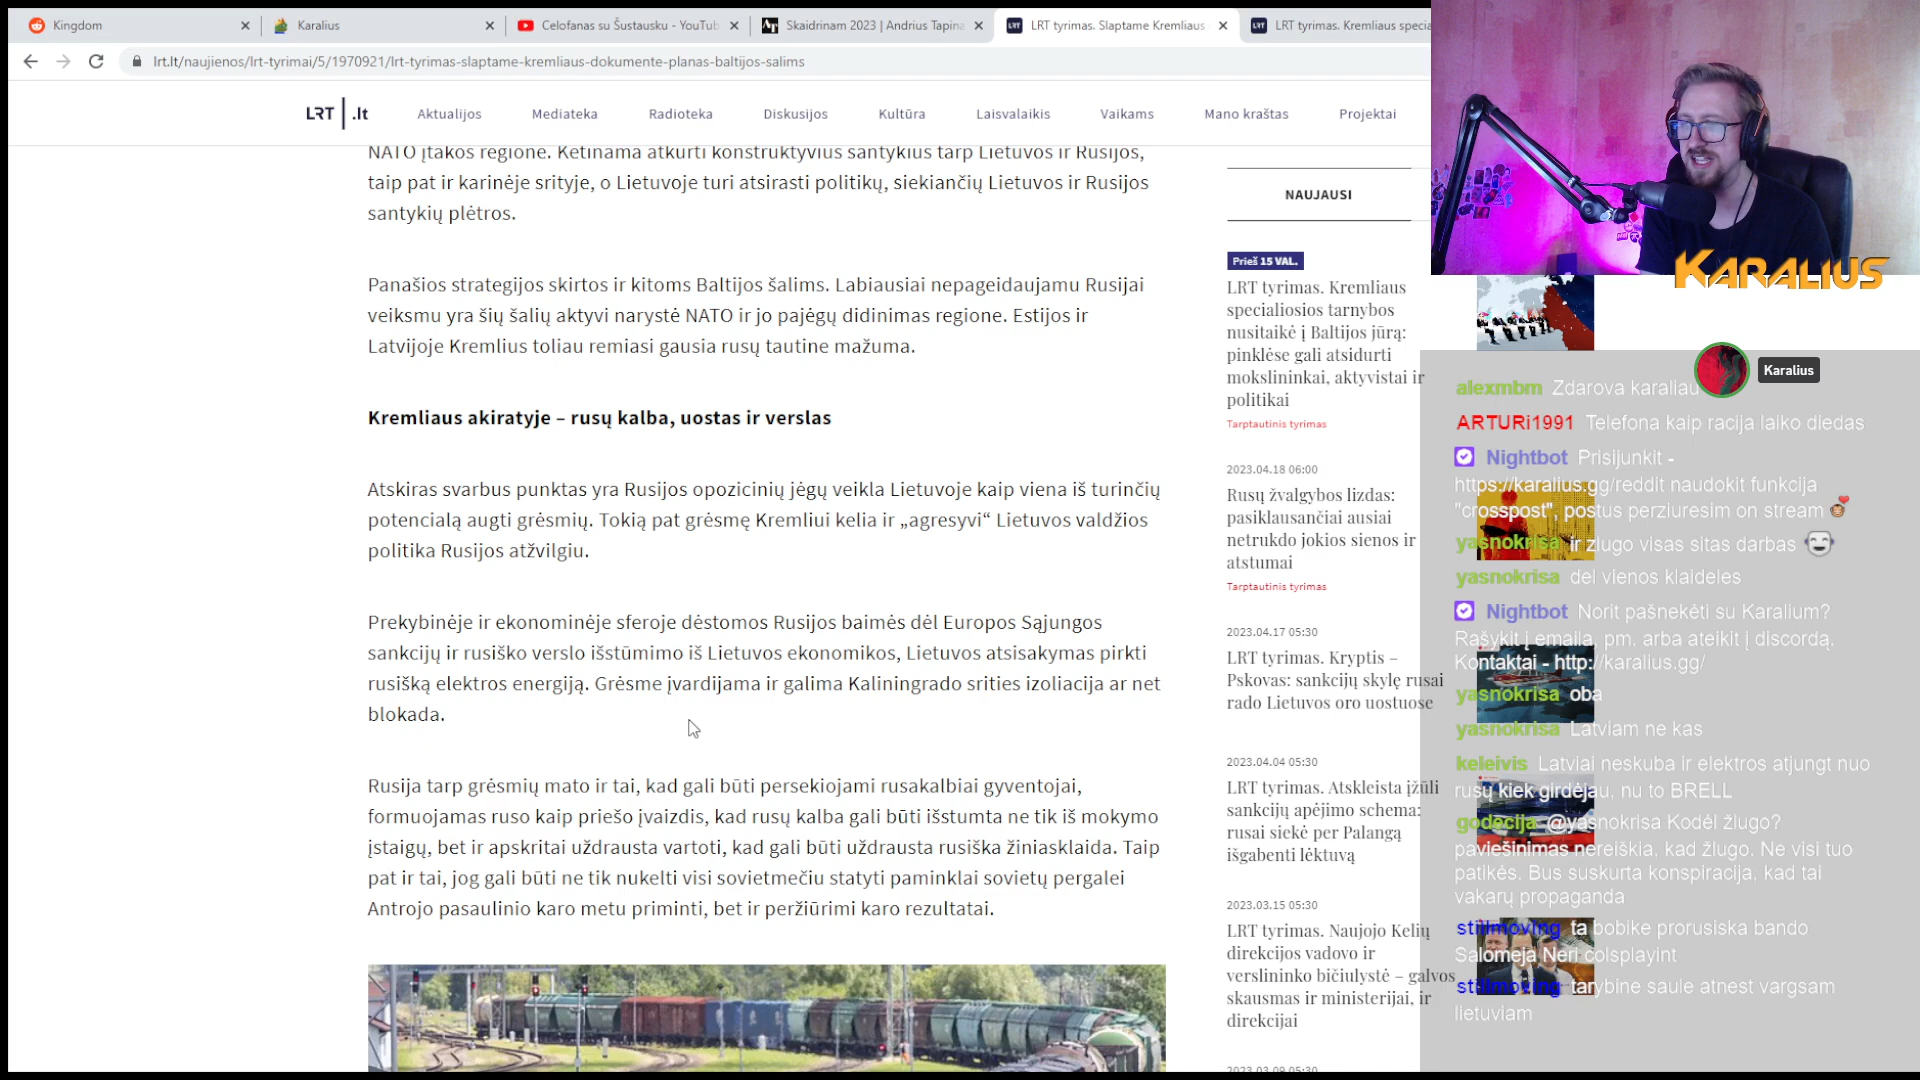 Kingdom
Karalius
Celofanas su Šustausku - YouTub
Skaidrinam 2023 | Andrius Tapina
LRT tyrimas. Slaptame Kremliaus
LRT tyrimas. Kremliaus specia
lrt.lt/naujienos/lrt-tyrimai/5/1970921/lrt-tyrimas-slaptame-kremliaus-dokumente-planas-baltijos-salims
LRT .lt
Aktualijos
Mediateka
Radioteka
Diskusijos
Kultūra
Laisvalaikis
Vaikams
Mano kraštas
Projektai
NATO įtakos regione. Ketinama atkurti konstruktyvius santykius tarp Lietuvos ir Rusijos,
taip pat ir karinėje srityje, o Lietuvoje turi atsirasti politikų, siekiančių Lietuvos ir Rusijos
santykių plėtros.
Panašios strategijos skirtos ir kitoms Baltijos šalims. Labiausiai nepageidaujamu Rusijai
veiksmu yra šių šalių aktyvi narystė NATO ir jo pajėgų didinimas regione. Estijos ir
Latvijoje Kremlius toliau remiasi gausia rusų tautine mažuma.
Kremliaus akiratyje – rusų kalba, uostas ir verslas
Atskiras svarbus punktas yra Rusijos opozicinių jėgų veikla Lietuvoje kaip viena iš turinčių
potencialą augti grėsmių. Tokią pat grėsmę Kremliui kelia ir „agresyvi“ Lietuvos valdžios
politika Rusijos atžvilgiu.
Prekybinėje ir ekonominėje sferoje dėstomos Rusijos baimės dėl Europos Sąjungos
sankcijų ir rusiško verslo išstūmimo iš Lietuvos ekonomikos, Lietuvos atsisakymas pirkti
rusišką elektros energiją. Grėsme įvardijama ir galima Kaliningrado srities izoliacija ar net
blokada.
Rusija tarp grėsmių mato ir tai, kad gali būti persekiojami rusakalbiai gyventojai,
formuojamas ruso kaip priešo įvaizdis, kad rusų kalba gali būti išstumta ne tik iš mokymo
įstaigų, bet ir apskritai uždrausta vartoti, kad gali būti uždrausta rusiška žiniasklaida. Taip
pat ir tai, jog gali būti ne tik nukelti visi sovietmečiu statyti paminklai sovietų pergalei
Antrojo pasaulinio karo metu priminti, bet ir peržiūrimi karo rezultatai.
NAUJAUSI
Prieš 15 VAL.
LRT tyrimas. Kremliaus
specialiosios tarnybos
nusitaikė į Baltijos jūrą:
pinklėse gali atsidurti
mokslininkai, aktyvistai ir
politikai
Tarptautinis tyrimas
2023.04.18 06:00
Rusų žvalgybos lizdas:
pasiklausančiai ausiai
netrukdo jokios sienos ir
atstumai
Tarptautinis tyrimas
2023.04.17 05:30
LRT tyrimas. Kryptis –
Pskovas: sankcijų skylę rusai
rado Lietuvos oro uostuose
2023.04.04 05:30
LRT tyrimas. Atskleista įžūli
sankcijų apėjimo schema:
rusai siekė per Palangą
išgabenti lėktuvą
2023.03.15 05:30
LRT tyrimas. Naujojo Kelių
direkcijos vadovo ir
verslininko bičiulystė – galvos
skausmas ir ministerijai, ir
direkcijai
2023.03.09 05:30
KARALIUS
Karalius
alexmbm Zdarova karaliau
ARTURi1991 Telefona kaip racija laiko diedas
Nightbot Prisijunkit -
https://karalius.gg/reddit naudokit funkcija
"crosspost", postus perziuresim on stream
yasnokrisa ir zlugo visas sitas darbas
yasnokrisa del vienos klaideles
Nightbot Norit pašnekėti su Karalium?
Rašykit į emailą, pm. arba ateikit į discordą.
Kontaktai - http://karalius.gg/
yasnokrisa oba
yasnokrisa Latviam ne kas
keleivis Latviai neskuba ir elektros atjungt nuo
rusų kiek girdėjau, nu to BRELL
godecija @yasnokrisa Kodėl žlugo?
paviešinimas nereiškia, kad žlugo. Ne visi tuo
patikės. Bus suskurta konspiracija, kad tai
vakarų propaganda
stillmoving ta bobike prorusiska bando
Salomeja Neri colsplayint
stillmoving tarybine saule atnest vargsam
lietuviam